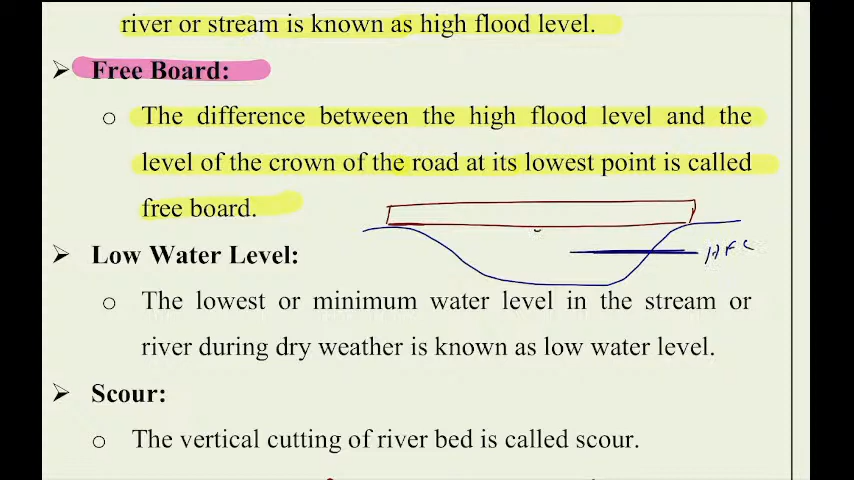 river or stream is known as high flood level.
➢ Free Board:
o The difference between the high flood level and the
level of the crown of the road at its lowest point is called
free board.
HFL
➢ Low Water Level:
o The lowest or minimum water level in the stream or
river during dry weather is known as low water level.
➢ Scour:
o The vertical cutting of river bed is called scour.